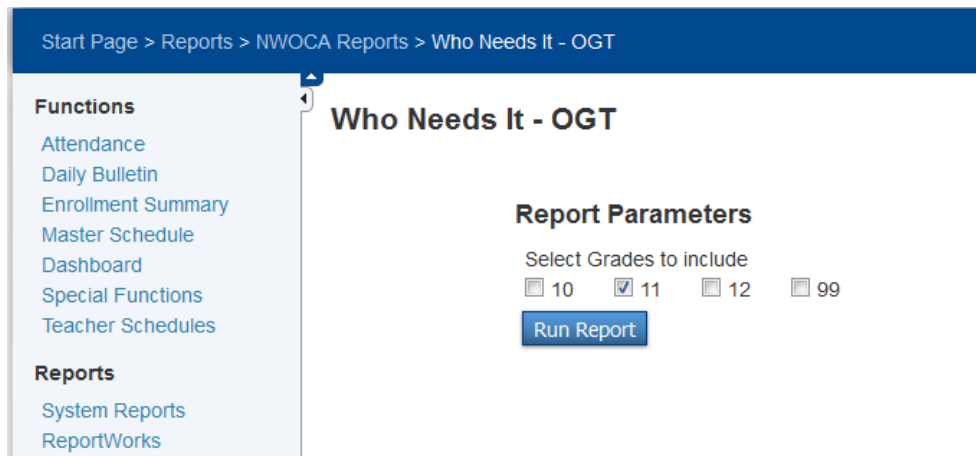 Start Page > Reports > NWOCA Reports > Who Needs It - OGT
Functions
Attendance
Daily Bulletin
Enrollment Summary
Master Schedule
Dashboard
Special Functions
Teacher Schedules
Reports
System Reports
ReportWorks
Who Needs It - OGT
Report Parameters
Select Grades to include
10 11 12 99
Run Report